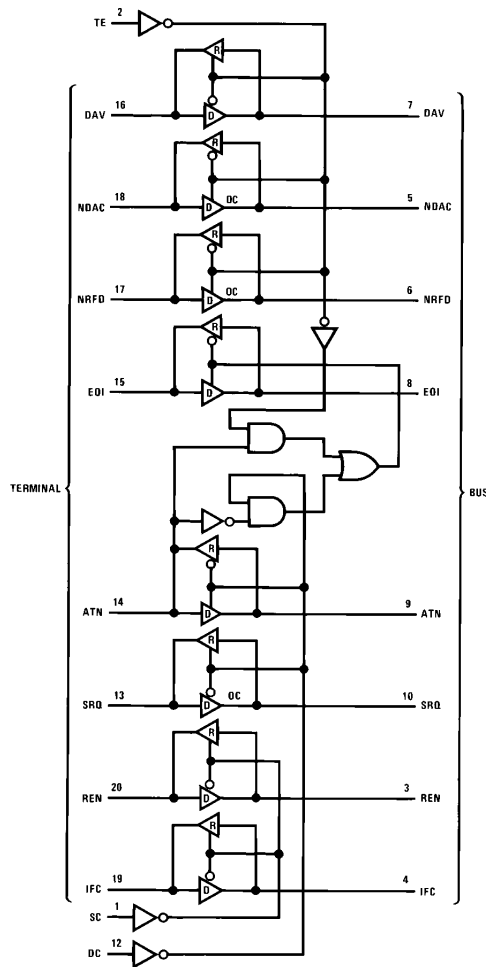 TE 2
R
DAV 16 D 7 DAV
R
NDAC 18 D OC 5 NDAC
R
NRFD 17 D OC 6 NRFD
R
EOI 15 D 8 EOI
TERMINAL BUS
R
ATN 14 D 9 ATN
R
SRQ 13 D OC 10 SRQ
R
REN 20 D 3 REN
R
IFC 19 D 4 IFC
SC 1
DC 12